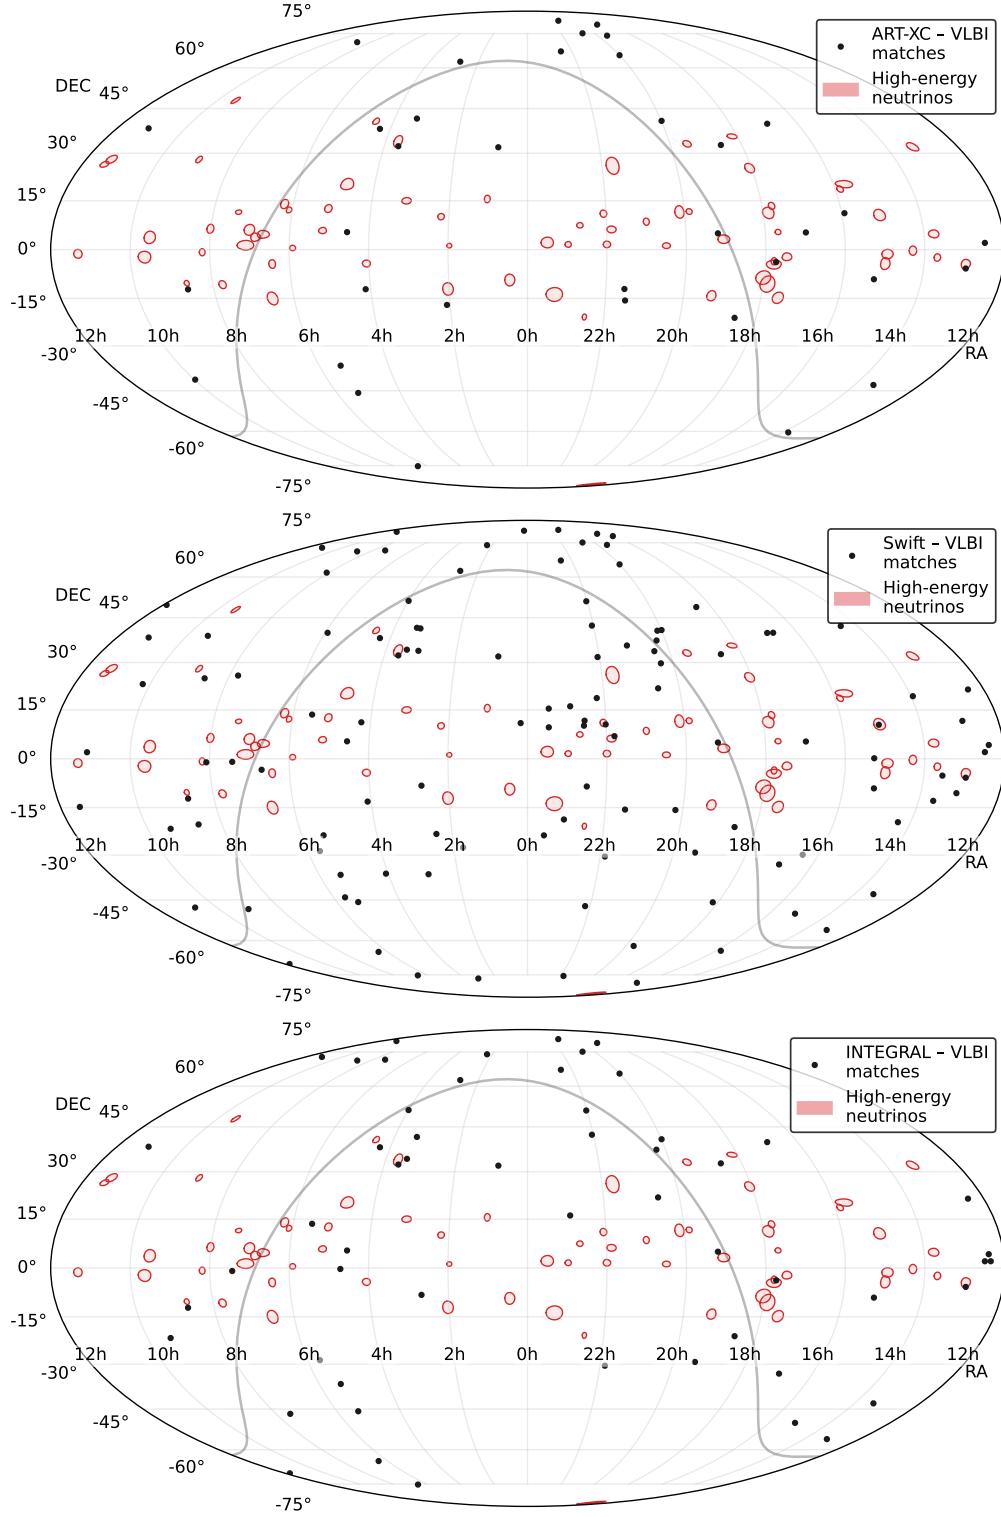 75°
60°
DEC 45°
30°
15°
0°
-15°
-30°
-45°
-60°
-75°
12h 10h 8h 6h 4h 2h 0h 22h 20h 18h 16h 14h 12h
RA
ART-XC – VLBI
matches
High-energy
neutrinos
75°
60°
DEC 45°
30°
15°
0°
-15°
-30°
-45°
-60°
-75°
12h 10h 8h 6h 4h 2h 0h 22h 20h 18h 16h 14h 12h
RA
Swift – VLBI
matches
High-energy
neutrinos
75°
60°
DEC 45°
30°
15°
0°
-15°
-30°
-45°
-60°
-75°
12h 10h 8h 6h 4h 2h 0h 22h 20h 18h 16h 14h 12h
RA
INTEGRAL – VLBI
matches
High-energy
neutrinos